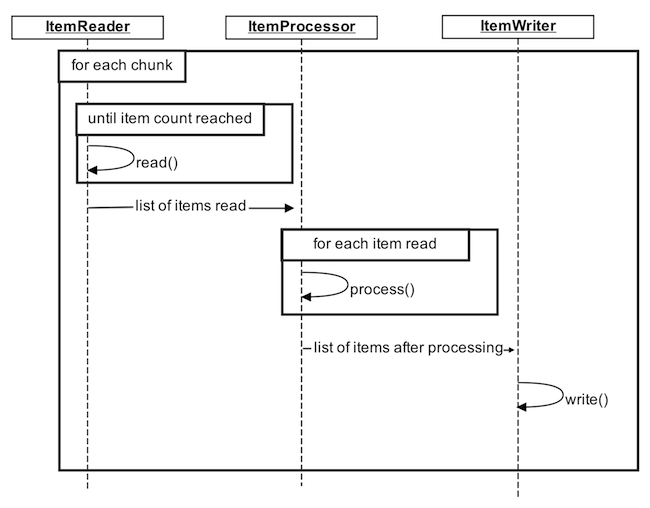 ItemReader
ItemProcessor
ItemWriter
for each chunk
until item count reached
read()
list of items read
for each item read
process()
list of items after processing
write()